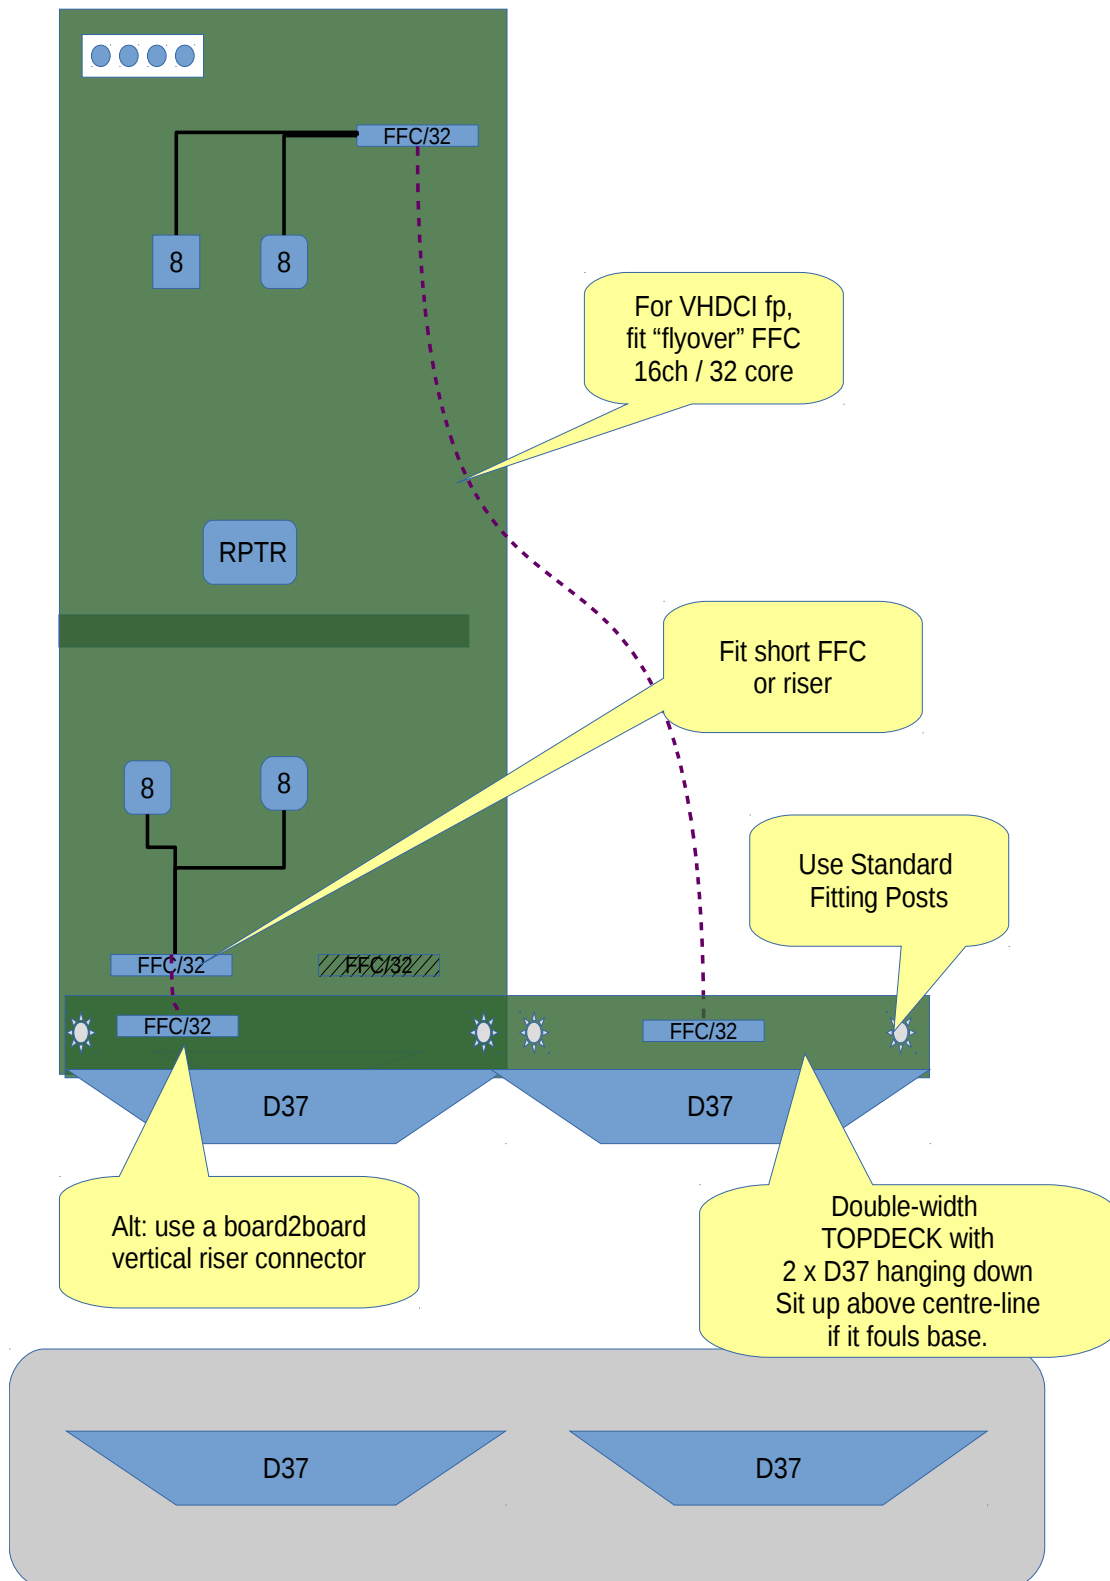 FFC/32
8
8
For VHDCI fp,
fit “flyover” FFC
16ch / 32 core
RPTR
Fit short FFC
or riser
8
8
Use Standard
Fitting Posts
FFC/32
FFC/32
FFC/32
FFC/32
D37
D37
Alt: use a board2board
vertical riser connector
Double-width
TOPDECK with
2 x D37 hanging down
Sit up above centre-line
if it fouls base.
D37
D37